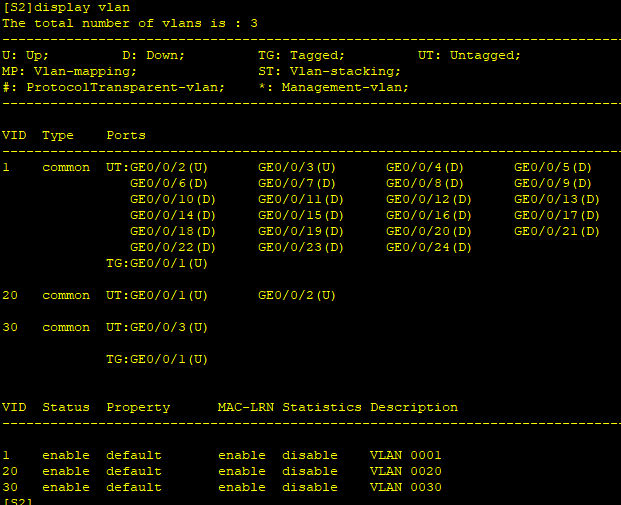 [S2]display vlan
The total number of vlans is : 3
--------------------------------------------------------------------------------
U: Up;         D: Down;         TG: Tagged;         UT: Untagged;
MP: Vlan-mapping;               ST: Vlan-stacking;
#: ProtocolTransparent-vlan;    *: Management-vlan;
--------------------------------------------------------------------------------
VID  Type    Ports
--------------------------------------------------------------------------------
1    common  UT:GE0/0/2(U)      GE0/0/3(U)      GE0/0/4(D)      GE0/0/5(D)
GE0/0/6(D)      GE0/0/7(D)      GE0/0/8(D)      GE0/0/9(D)
GE0/0/10(D)     GE0/0/11(D)     GE0/0/12(D)     GE0/0/13(D)
GE0/0/14(D)     GE0/0/15(D)     GE0/0/16(D)     GE0/0/17(D)
GE0/0/18(D)     GE0/0/19(D)     GE0/0/20(D)     GE0/0/21(D)
GE0/0/22(D)     GE0/0/23(D)     GE0/0/24(D)
TG:GE0/0/1(U)
20   common  UT:GE0/0/1(U)      GE0/0/2(U)
30   common  UT:GE0/0/3(U)
TG:GE0/0/1(U)
VID  Status  Property      MAC-LRN Statistics Description
--------------------------------------------------------------------------------
1    enable  default       enable  disable    VLAN 0001
20   enable  default       enable  disable    VLAN 0020
30   enable  default       enable  disable    VLAN 0030
[S2]